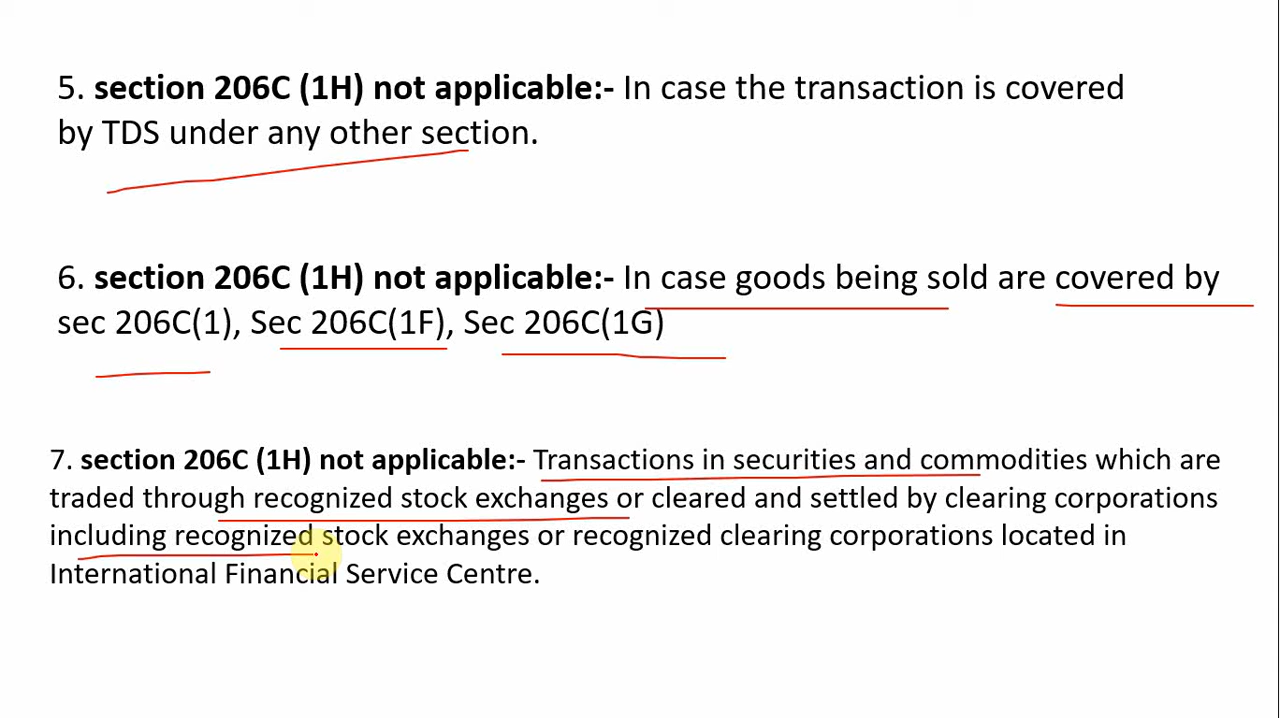 5. section 206C (1H) not applicable:- In case the transaction is covered
by TDS under any other section.
6. section 206C (1H) not applicable:- In case goods being sold are covered by
sec 206C(1), Sec 206C(1F), Sec 206C(1G)
7. section 206C (1H) not applicable:- Transactions in securities and commodities which are
traded through recognized stock exchanges or cleared and settled by clearing corporations
including recognized stock exchanges or recognized clearing corporations located in
International Financial Service Centre.